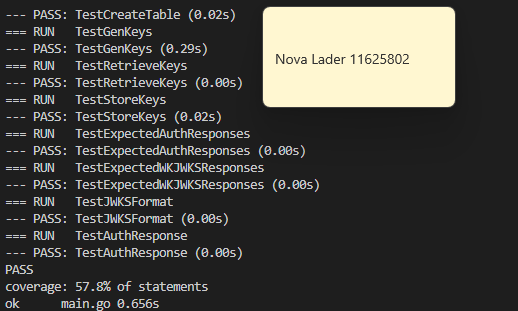 --- PASS: TestCreateTable (0.02s)
=== RUN   TestGenKeys
--- PASS: TestGenKeys (0.29s)
=== RUN   TestRetrieveKeys
--- PASS: TestRetrieveKeys (0.00s)
=== RUN   TestStoreKeys
--- PASS: TestStoreKeys (0.02s)
=== RUN   TestExpectedAuthResponses
--- PASS: TestExpectedAuthResponses (0.00s)
=== RUN   TestExpectedWKJWKSResponses
--- PASS: TestExpectedWKJWKSResponses (0.00s)
=== RUN   TestJWKSFormat
--- PASS: TestJWKSFormat (0.00s)
=== RUN   TestAuthResponse
--- PASS: TestAuthResponse (0.00s)
PASS
coverage: 57.8% of statements
ok      main.go 0.656s
Nova Lader 11625802